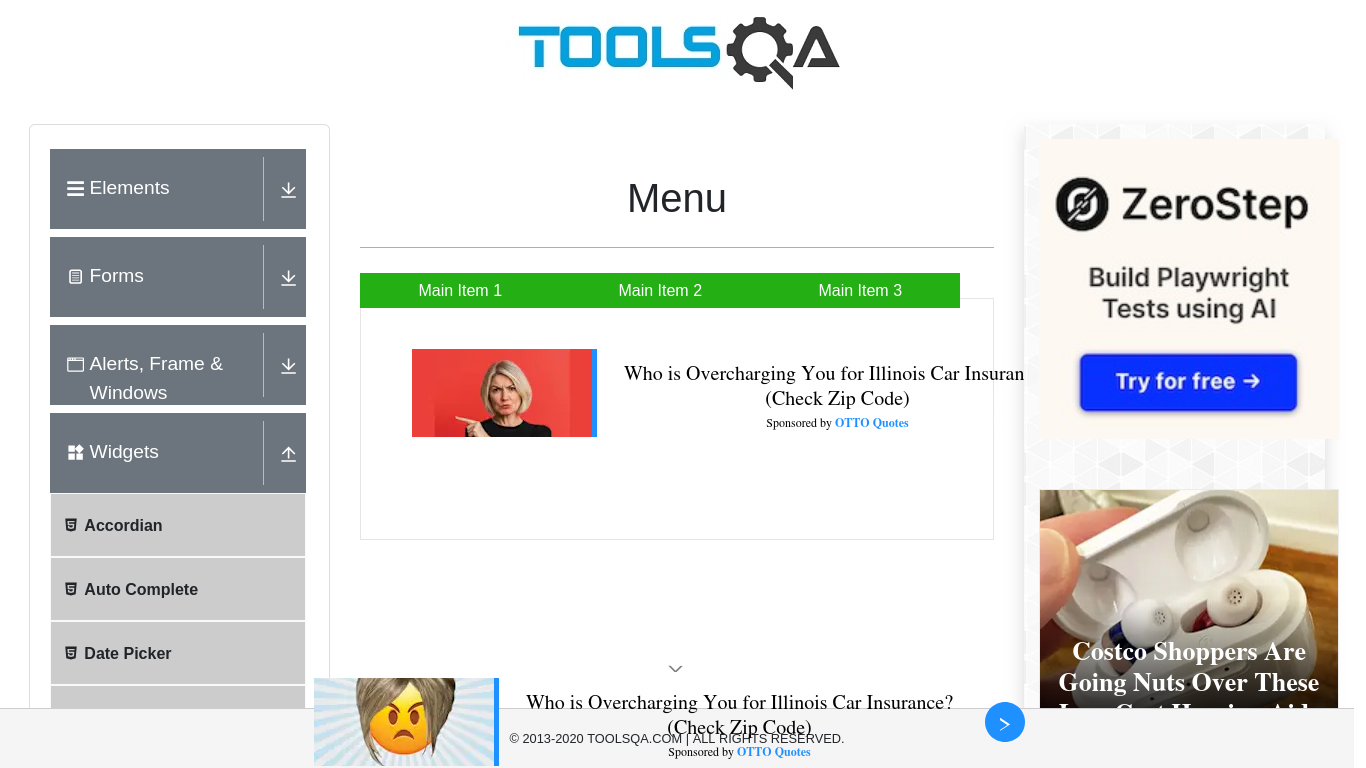 TOOLSQA
Elements
Forms
Alerts, Frame &
Windows
Widgets
Accordian
Auto Complete
Date Picker
Menu
Main Item 1
Main Item 2
Main Item 3
Who is Overcharging You for Illinois Car Insuran
(Check Zip Code)
Sponsored by OTTO Quotes
ZeroStep
Build Playwright
Tests using AI
Try for free →
Costco Shoppers Are
Going Nuts Over These
Who is Overcharging You for Illinois Car Insurance?
(Check Zip Code)
© 2013-2020 TOOLSQA.COM | ALL RIGHTS RESERVED.
Sponsored by OTTO Quotes